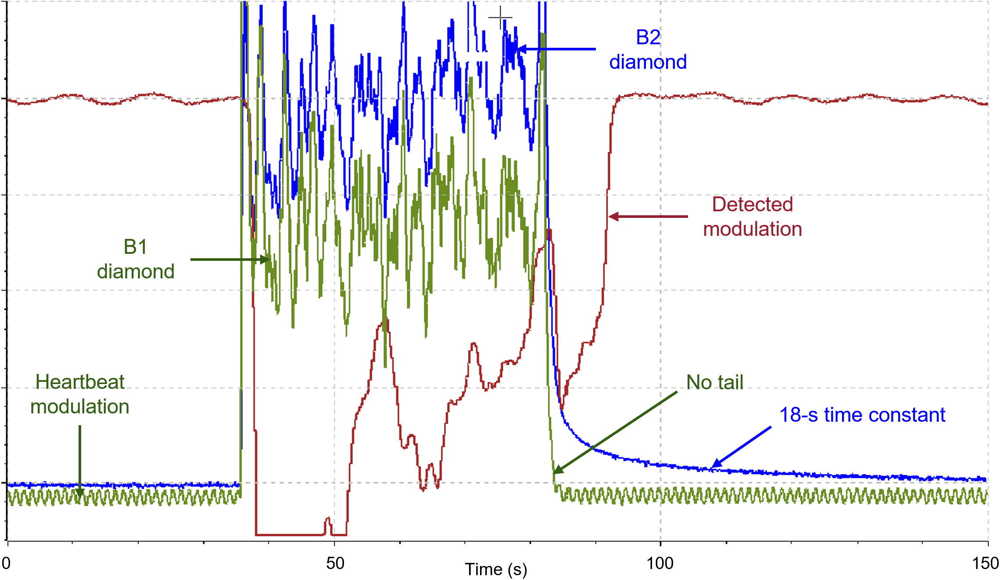 B2
diamond
Detected
modulation
B1
diamond
Heartbeat
modulation
No tail
18-s time constant
0
50
100
150
Time (s)